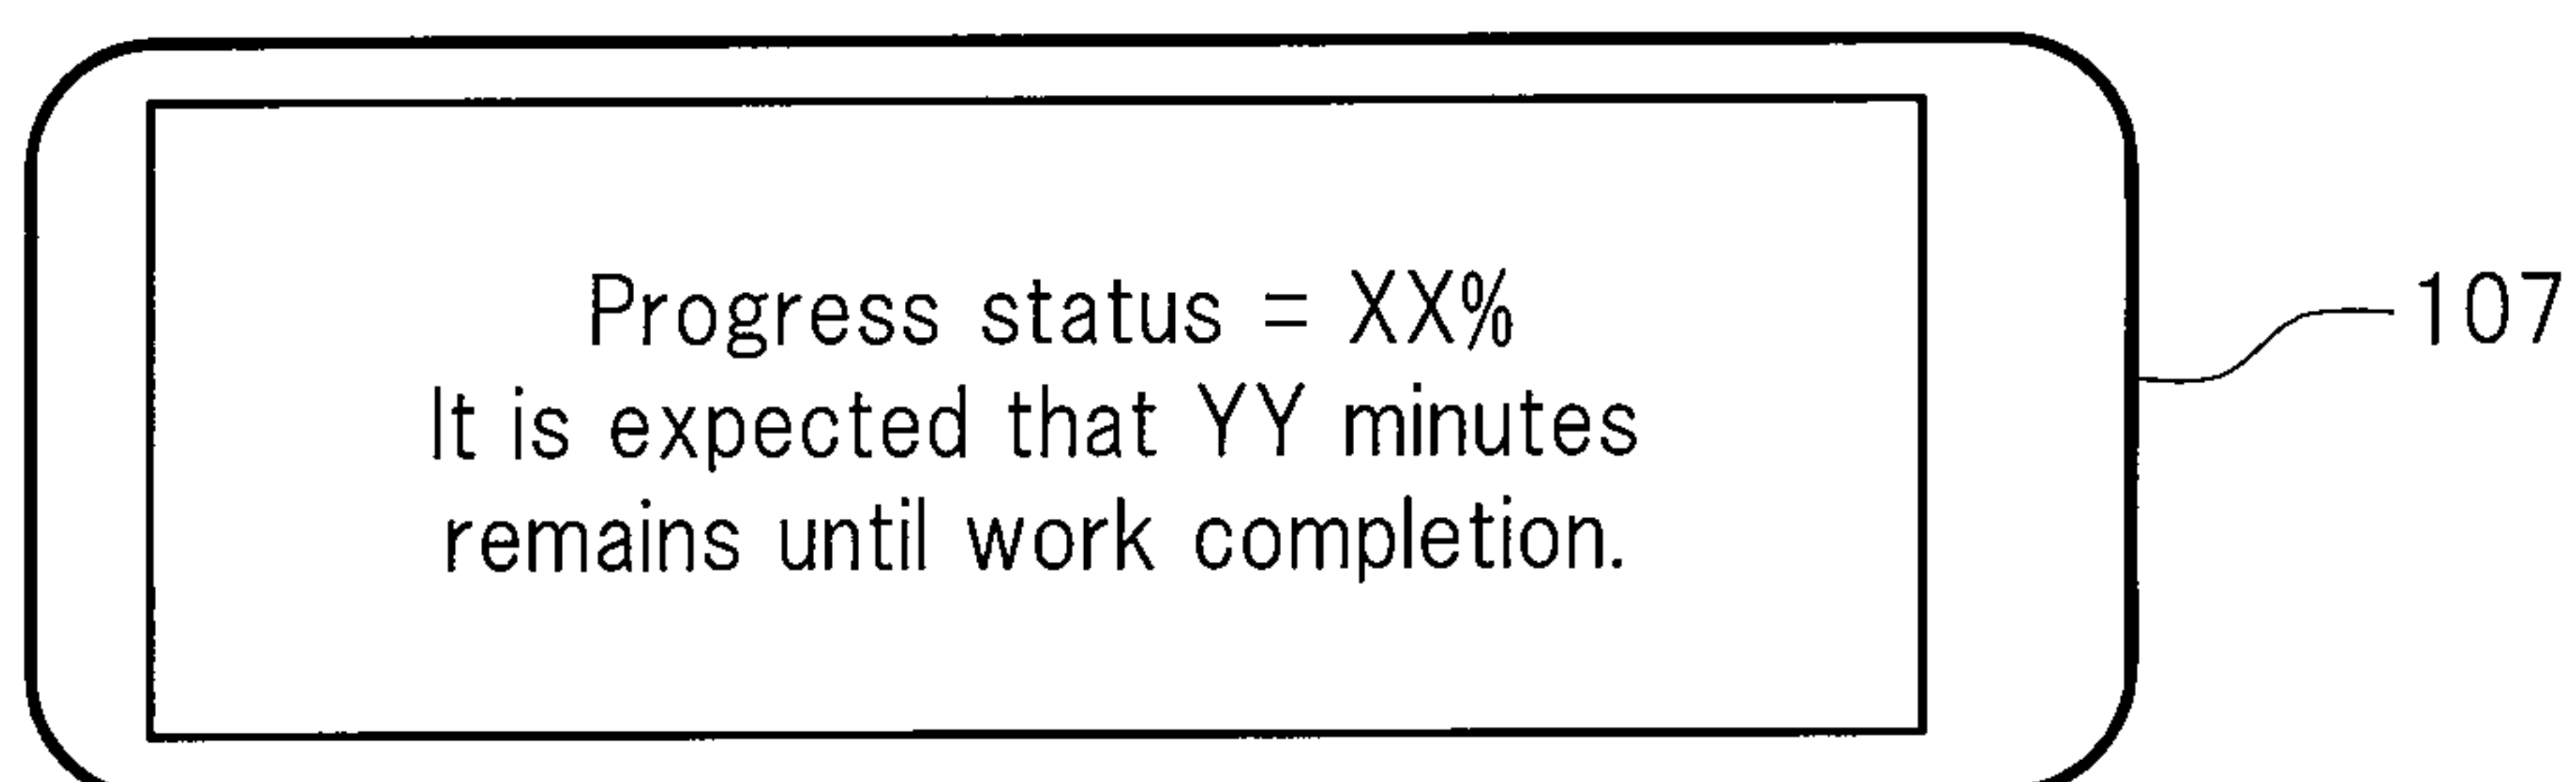 Progress status = XX%
It is expected that YY minutes
remains until work completion.
107